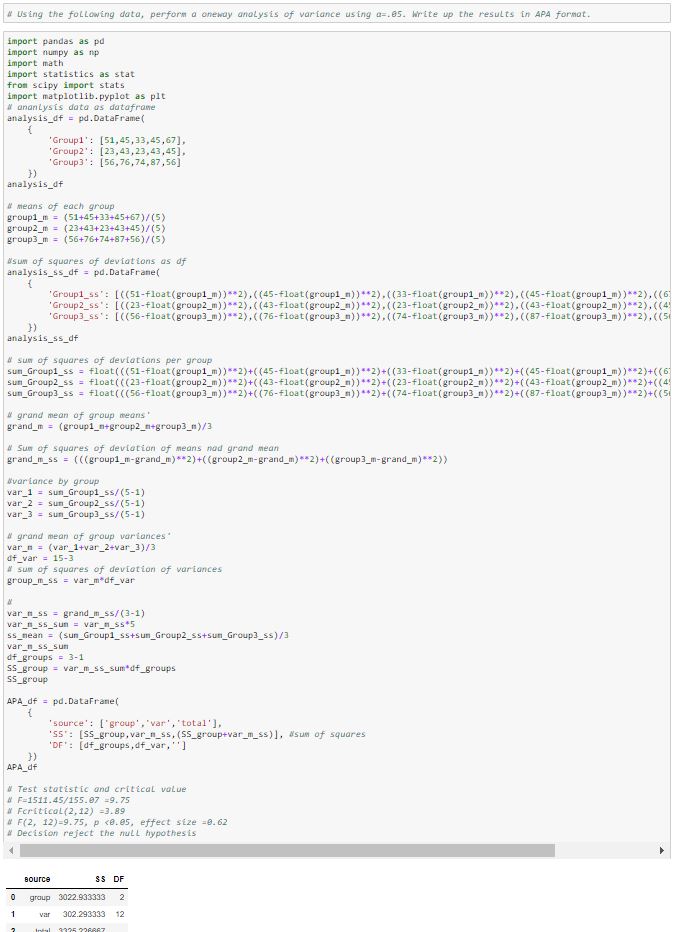 # Using the following data, perform a oneway analysis of variance using α=.05. Write up the results in APA format.
import pandas as pd
import numpy as np
import math
import statistics as stat
from scipy import stats
import matplotlib.pyplot as plt
# ananlysis data as dataframe
analysis_df = pd.DataFrame(
{
'Group1': [51,45,33,45,67],
'Group2': [23,43,23,43,45],
'Group3': [56,76,74,87,56]
})
analysis_df
# means of each group
group1_m = (51+45+33+45+67)/(5)
group2_m = (23+43+23+43+45)/(5)
group3_m = (56+76+74+87+56)/(5)
#sum of squares of deviations as df
analysis_ss_df = pd.DataFrame(
{
'Group1_ss': [((51-float(group1_m))**2),((45-float(group1_m))**2),((33-float(group1_m))**2),((45-float(group1_m))**2),((6
'Group2_ss': [((23-float(group2_m))**2),((43-float(group2_m))**2),((23-float(group2_m))**2),((43-float(group2_m))**2),((4
'Group3_ss': [((56-float(group3_m))**2),((76-float(group3_m))**2),((74-float(group3_m))**2),((87-float(group3_m))**2),((5
})
analysis_ss_df
# sum of squares of deviations per group
sum_Group1_ss = float(((51-float(group1_m))**2)+((45-float(group1_m))**2)+((33-float(group1_m))**2)+((45-float(group1_m))**2)+((6
sum_Group2_ss = float(((23-float(group2_m))**2)+((43-float(group2_m))**2)+((23-float(group2_m))**2)+((43-float(group2_m))**2)+((4
sum_Group3_ss = float(((56-float(group3_m))**2)+((76-float(group3_m))**2)+((74-float(group3_m))**2)+((87-float(group3_m))**2)+((5
# grand mean of group means'
grand_m = (group1_m+group2_m+group3_m)/3
# Sum of squares of deviation of means nad grand mean
grand_m_ss = (((group1_m-grand_m)**2)+((group2_m-grand_m)**2)+((group3_m-grand_m)**2))
#variance by group
var_1 = sum_Group1_ss/(5-1)
var_2 = sum_Group2_ss/(5-1)
var_3 = sum_Group3_ss/(5-1)
# grand mean of group variances'
var_m = (var_1+var_2+var_3)/3
df_var = 15-3
# sum of squares of deviation of variances
group_m_ss = var_m*df_var
#
var_m_ss = grand_m_ss/(3-1)
var_m_ss_sum = var_m_ss*5
ss_mean = (sum_Group1_ss+sum_Group2_ss+sum_Group3_ss)/3
var_m_ss_sum
df_groups = 3-1
SS_group = var_m_ss_sum*df_groups
SS_group
APA_df = pd.DataFrame(
{
'source': ['group','var','total'],
'SS': [SS_group,var_m_ss,(SS_group+var_m_ss)], #sum of squares
'DF': [df_groups,df_var,'']
})
APA_df
# Test statistic and critical value
# F=1511.45/155.07 =9.75
# Fcritical(2,12) =3.89
# F(2, 12)=9.75, p <0.05, effect size =0.62
# Decision reject the null hypothesis
source SS DF
0 group 3022.933333 2
1 var 302.293333 12
2 total 3325.226667